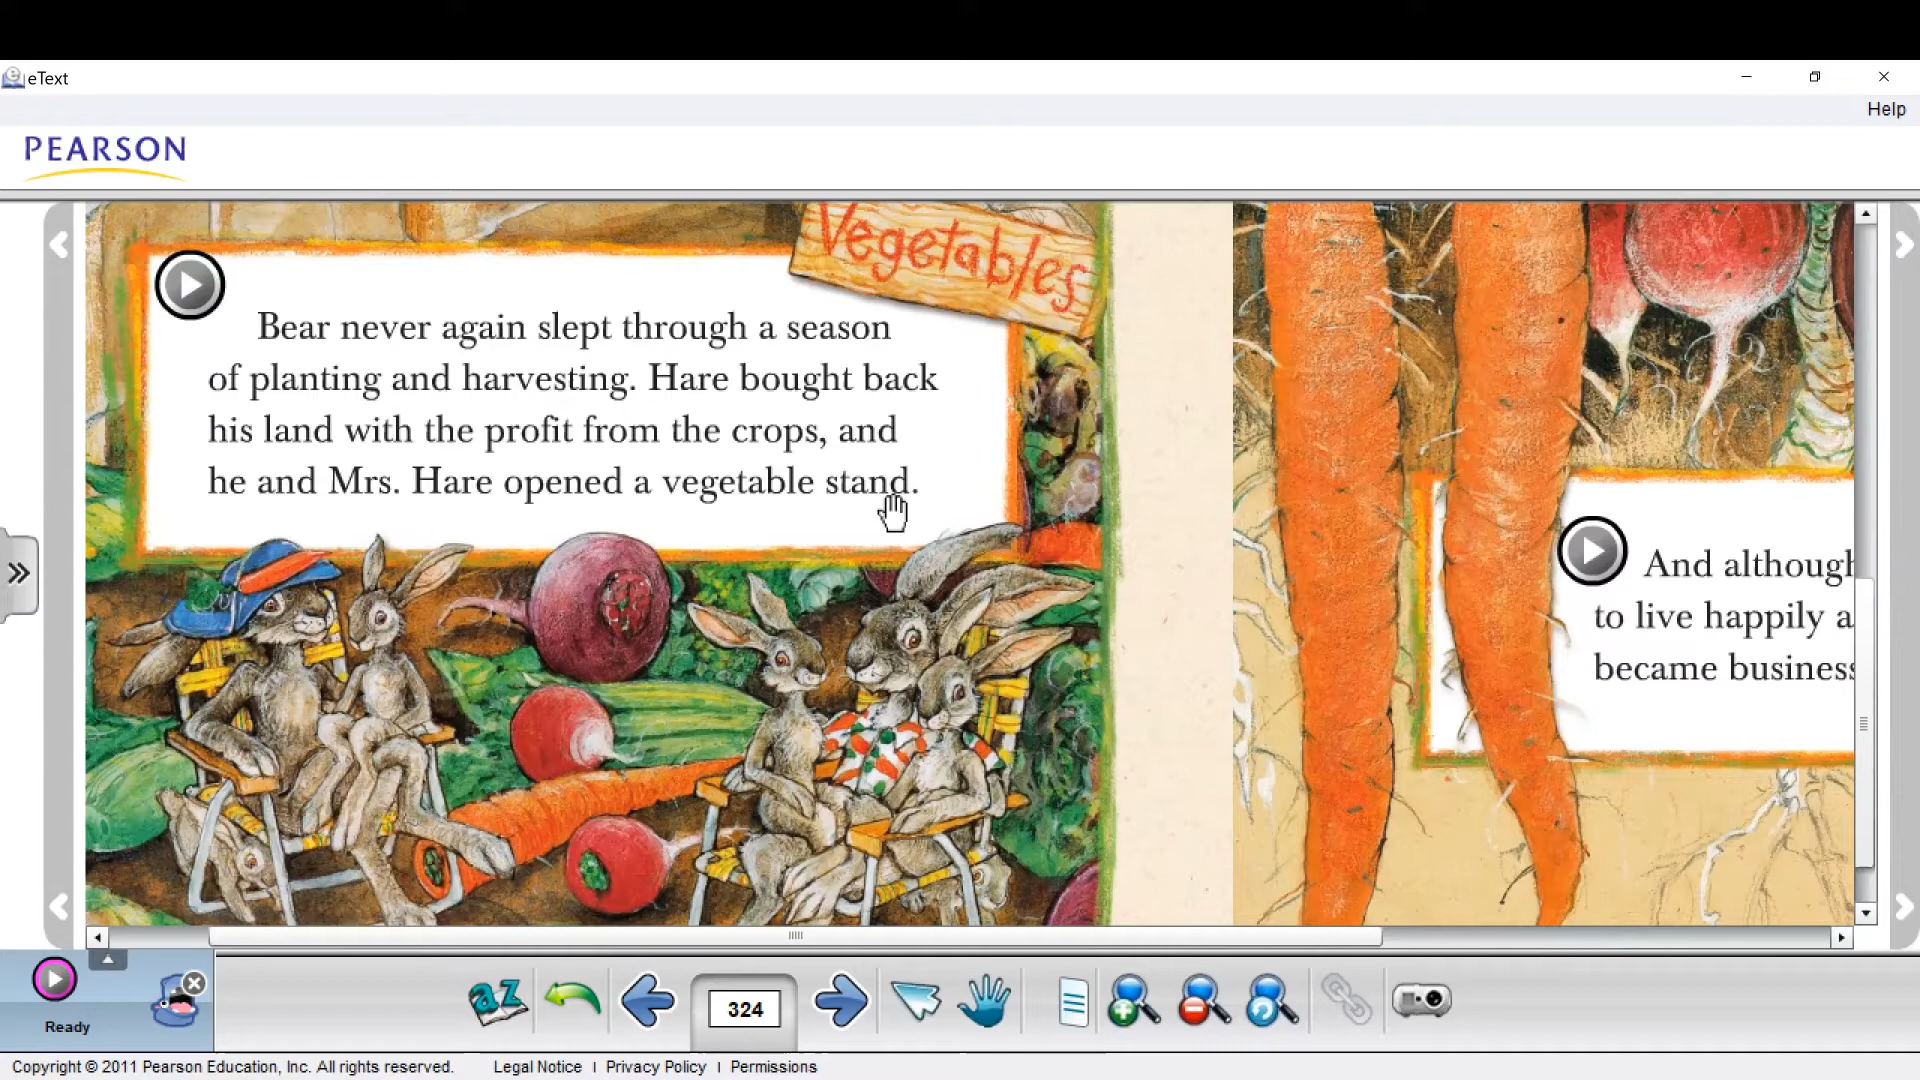 eText
Help
PEARSON
Vegetables
Bear never again slept through a season
of planting and harvesting. Hare bought back
his land with the profit from the crops, and
he and Mrs. Hare opened a vegetable stand.
And although
to live happily a
became business
az
324
Ready
Copyright © 2011 Pearson Education, Inc. All rights reserved. Legal Notice | Privacy Policy | Permissions